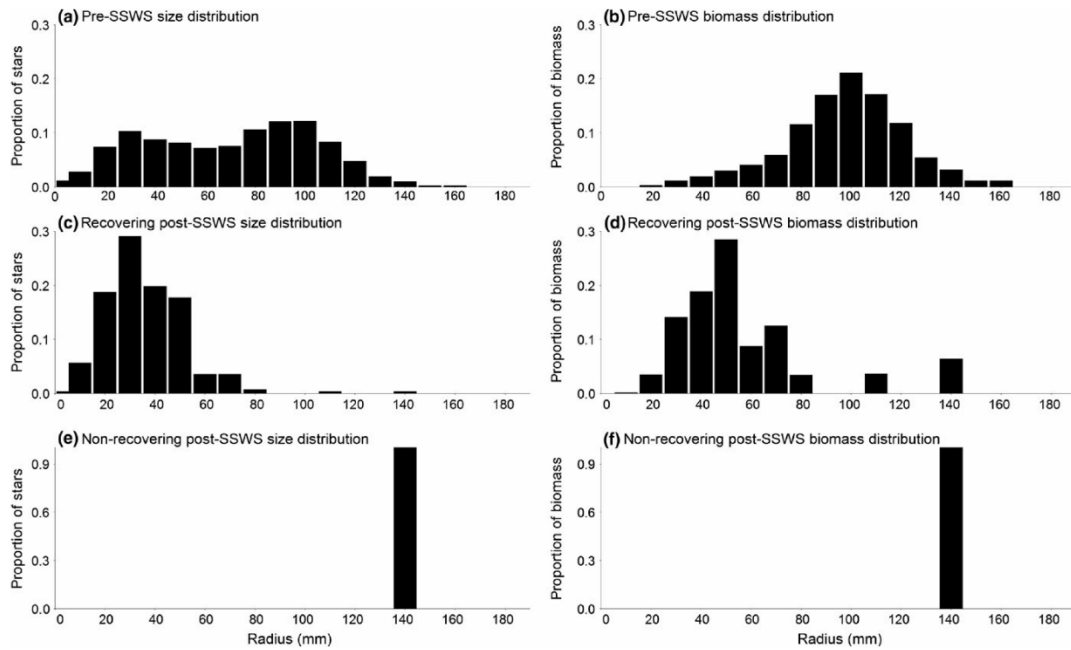 (a) Pre-SSWS size distribution
Proportion of stars
0.3
0.2
0.1
0.0
0 20 40 60 80 100 120 140 160 180
(b) Pre-SSWS biomass distribution
Proportion of biomass
0.3
0.2
0.1
0.0
0 20 40 60 80 100 120 140 160 180
(c) Recovering post-SSWS size distribution
Proportion of stars
0.3
0.2
0.1
0.0
0 20 40 60 80 100 120 140 160 180
(d) Recovering post-SSWS biomass distribution
Proportion of biomass
0.3
0.2
0.1
0.0
0 20 40 60 80 100 120 140 160 180
(e) Non-recovering post-SSWS size distribution
Proportion of stars
0.9
0.6
0.3
0.0
0 20 40 60 80 100 120 140 160 180
Radius (mm)
(f) Non-recovering post-SSWS biomass distribution
Proportion of biomass
0.9
0.6
0.3
0.0
0 20 40 60 80 100 120 140 160 180
Radius (mm)